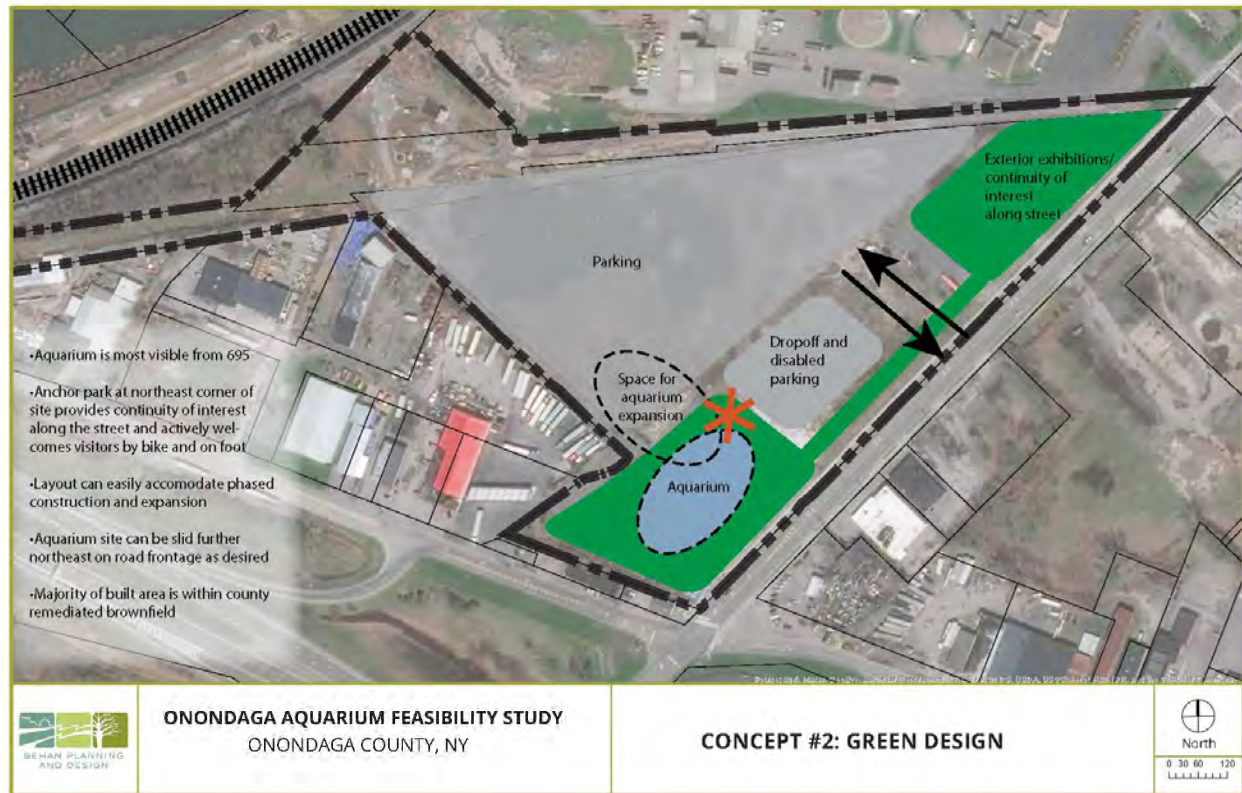 Exterior exhibitions/
continuity of
interest
along street
Parking
Dropoff and
disabled
parking
Space for
aquarium
expansion
Aquarium
•Aquarium is most visible from 695
•Anchor park at northeast corner of
site provides continuity of interest
along the street and actively wel-
comes visitors by bike and on foot
•Layout can easily accomodate phased
construction and expansion
•Aquarium site can be slid further
northeast on road frontage as desired
•Majority of built area is within county
remediated brownfield
BEHAN PLANNING
AND DESIGN
ONONDAGA AQUARIUM FEASIBILITY STUDY
ONONDAGA COUNTY, NY
CONCEPT #2: GREEN DESIGN
North
0 30 60 120